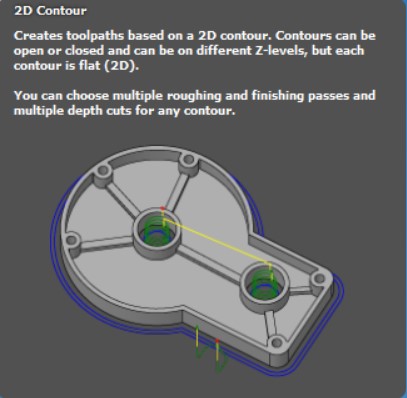 2D Contour
Creates toolpaths based on a 2D contour. Contours can be
open or closed and can be on different Z-levels, but each
contour is flat (2D).
You can choose multiple roughing and finishing passes and
multiple depth cuts for any contour.